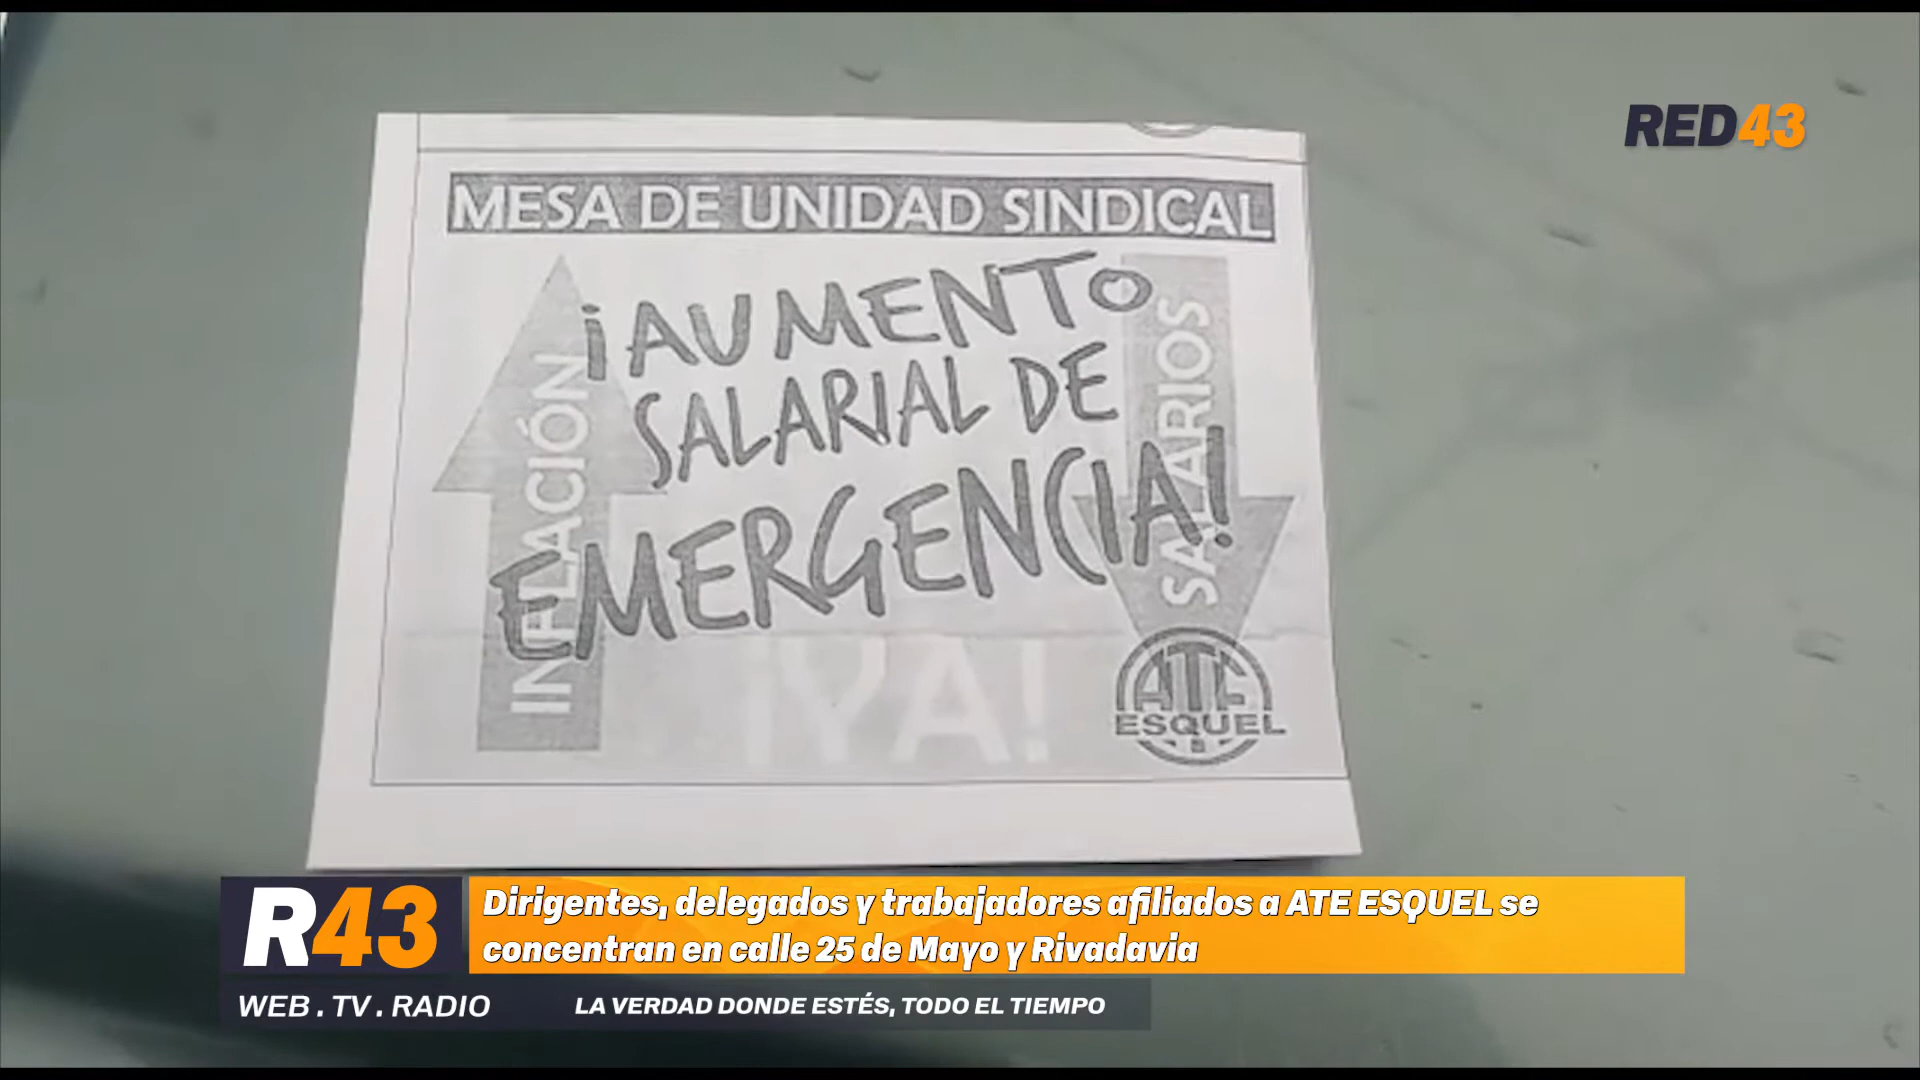 RED43
MESA DE UNIDAD SINDICAL
¡AUMENTO
SALARIAL DE
EMERGENCIA!
INFLACIÓN
SALARIOS
¡YA!
ATE
ESQUEL
R43
Dirigentes, delegados y trabajadores afiliados a ATE ESQUEL se
concentran en calle 25 de Mayo y Rivadavia
WEB . TV . RADIO
LA VERDAD DONDE ESTÉS, TODO EL TIEMPO